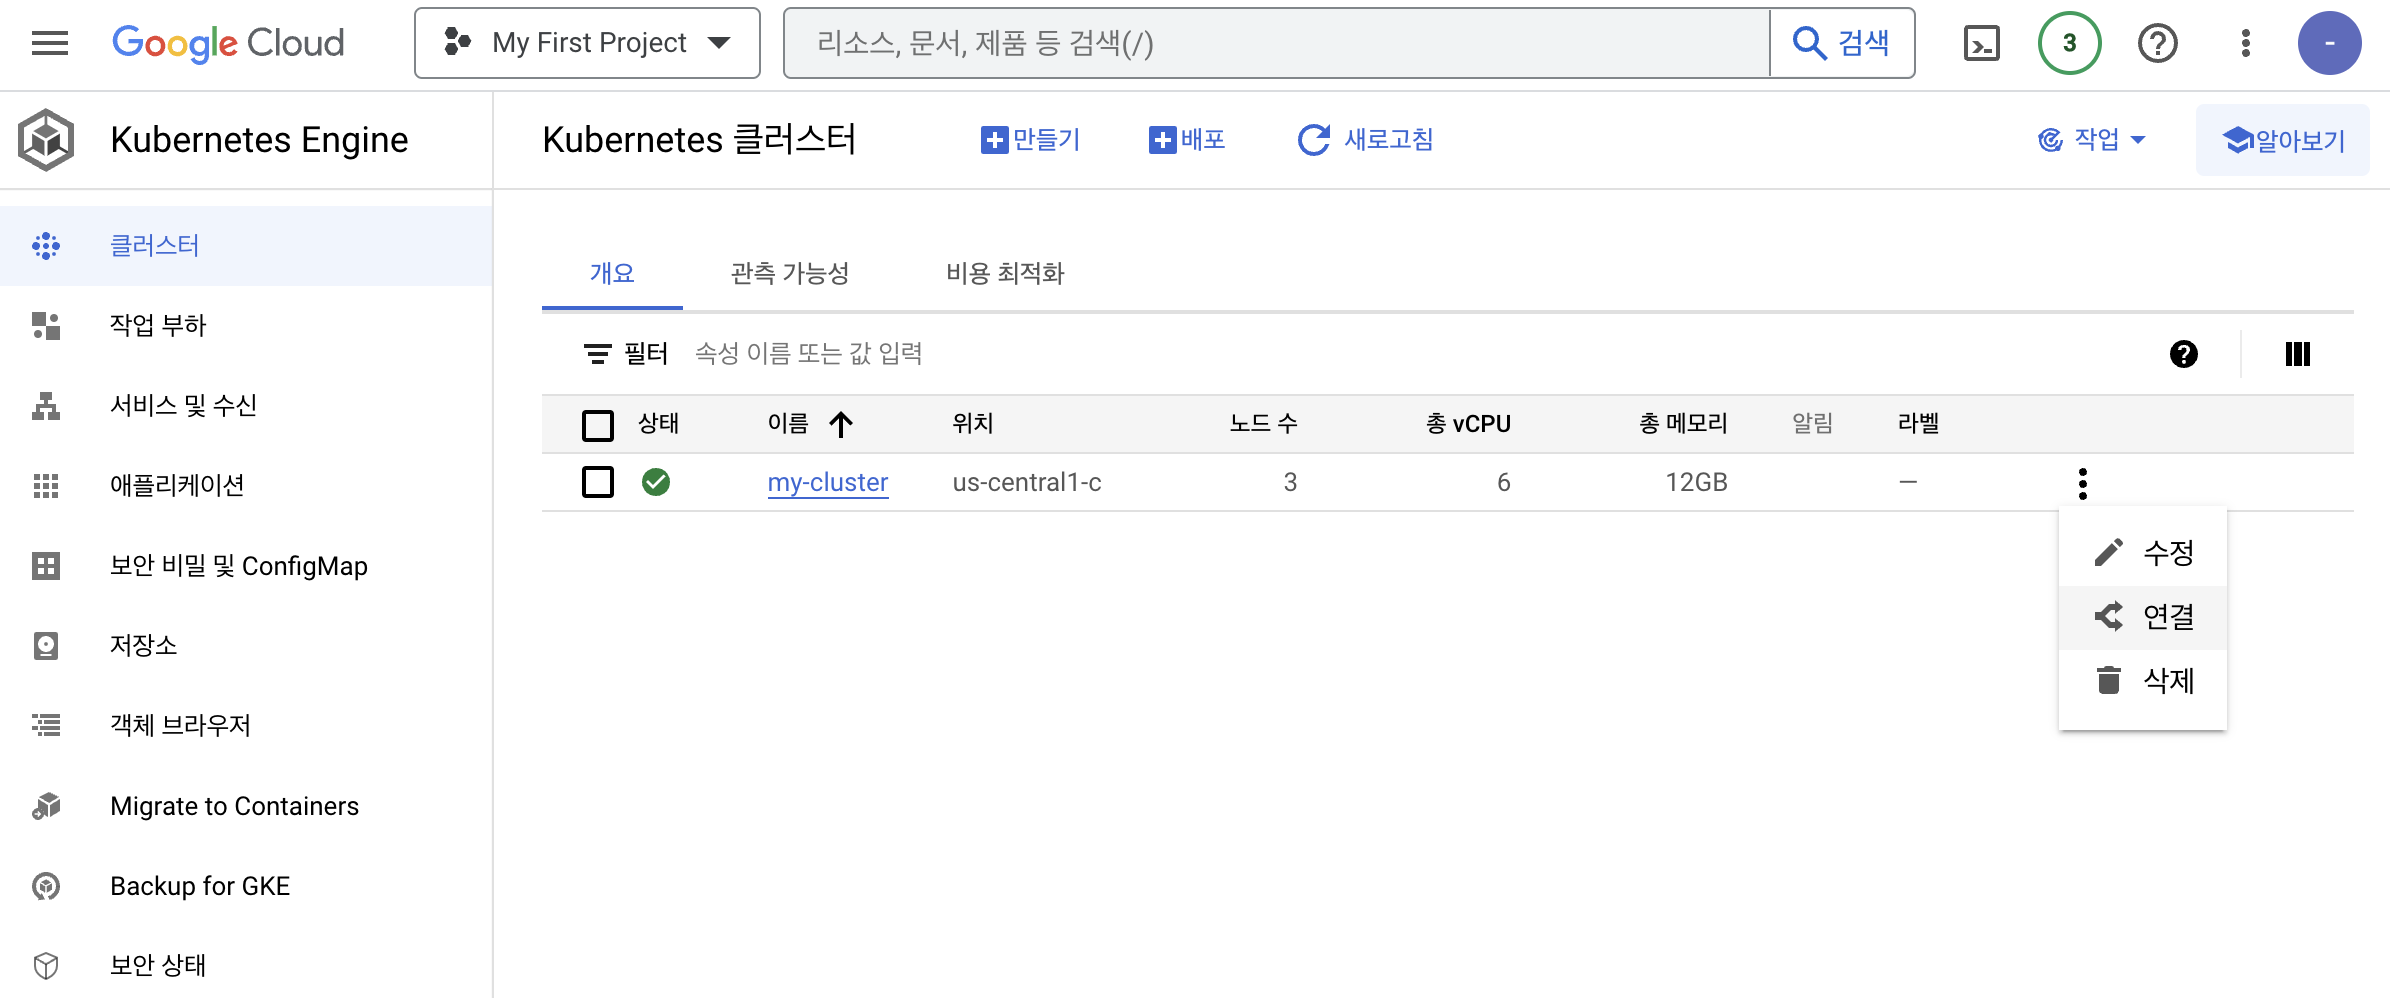 Google Cloud My First Project 리소스, 문서, 제품 등 검색(/) 검색 3 -
Kubernetes Engine
Kubernetes 클러스터 만들기 배포 새로고침 작업 알아보기
클러스터
작업 부하
서비스 및 수신
애플리케이션
보안 비밀 및 ConfigMap
저장소
객체 브라우저
Migrate to Containers
Backup for GKE
보안 상태
개요 관측 가능성 비용 최적화
필터 속성 이름 또는 값 입력
상태 이름 위치 노드 수 총 vCPU 총 메모리 알림 라벨
my-cluster us-central1-c 3 6 12GB —
수정
연결
삭제